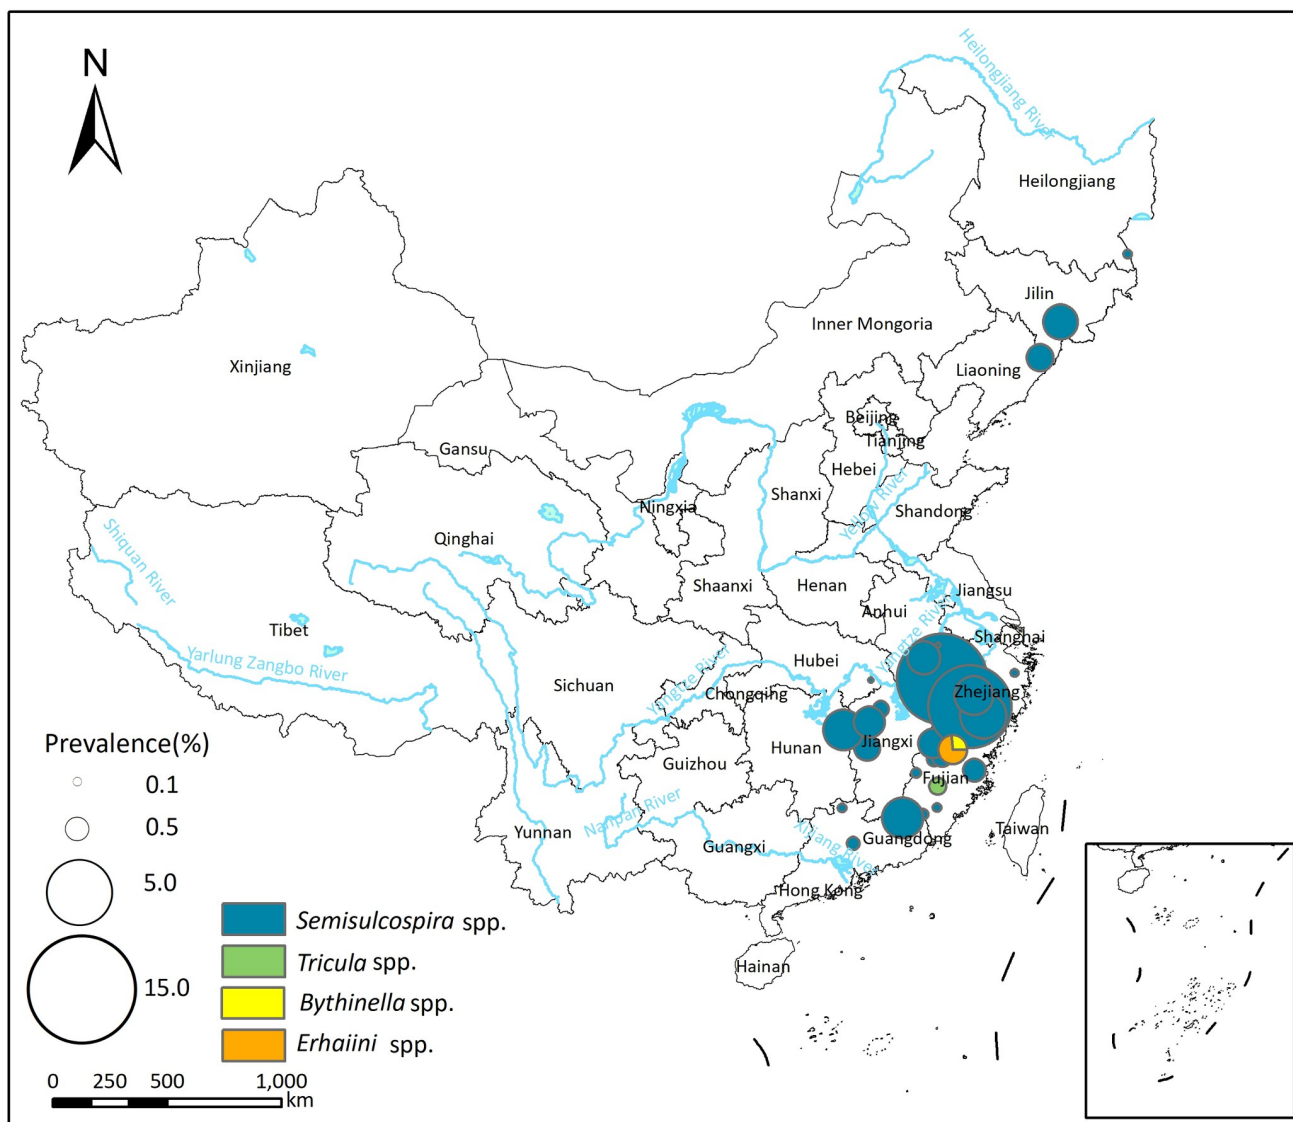 N
Heilongjiang River
Heilongjiang
Jilin
Inner Mongoria
Xinjiang
Liaoning
Beijing
Tianjing
Gansu
Hebei
Shanxi
Ningxia
Yellow River
Shandong
Shiquan River
Qinghai
Shaanxi
Henan
Jiangsu
Anhui
Tibet
Shanghai
Yangtze River
Yarlung Zangbo River
Hubei
Yangtze River
Sichuan
Chongqing
Zhejiang
Prevalence(%)
Hunan
Jiangxi
Guizhou
Fujian
0.1
Nanpan River
0.5
Yunnan
Xijiang River
Guangdong
Taiwan
Guangxi
5.0
Hong Kong
Semisulcospira spp.
Tricula spp.
Hainan
15.0
Bythinella spp.
Erhaiini spp.
0 250 500 1,000
km